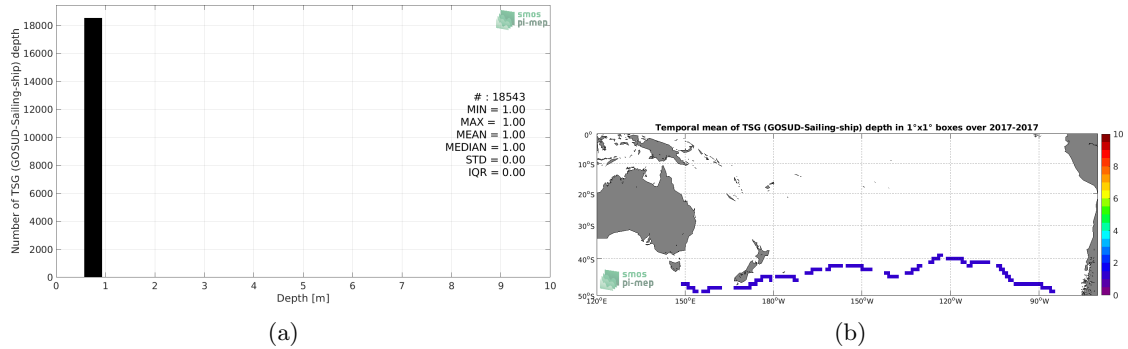 18000
16000
14000
12000
10000
8000
6000
4000
2000
0
Number of TSG (GOSUD-Sailing-ship) depth
smos
pi-mep
# : 18543
MIN = 1.00
MAX = 1.00
MEAN = 1.00
MEDIAN = 1.00
STD = 0.00
IQR = 0.00
0 1 2 3 4 5 6 7 8 9 10
Depth [m]
(a)
Temporal mean of TSG (GOSUD-Sailing-ship) depth in 1°x1° boxes over 2017-2017
0°
10°S
20°S
30°S
40°S
50°S
smos
pi-mep
120°E 150°E 180°W 150°W 120°W 90°W
10
8
6
4
2
0
(b)